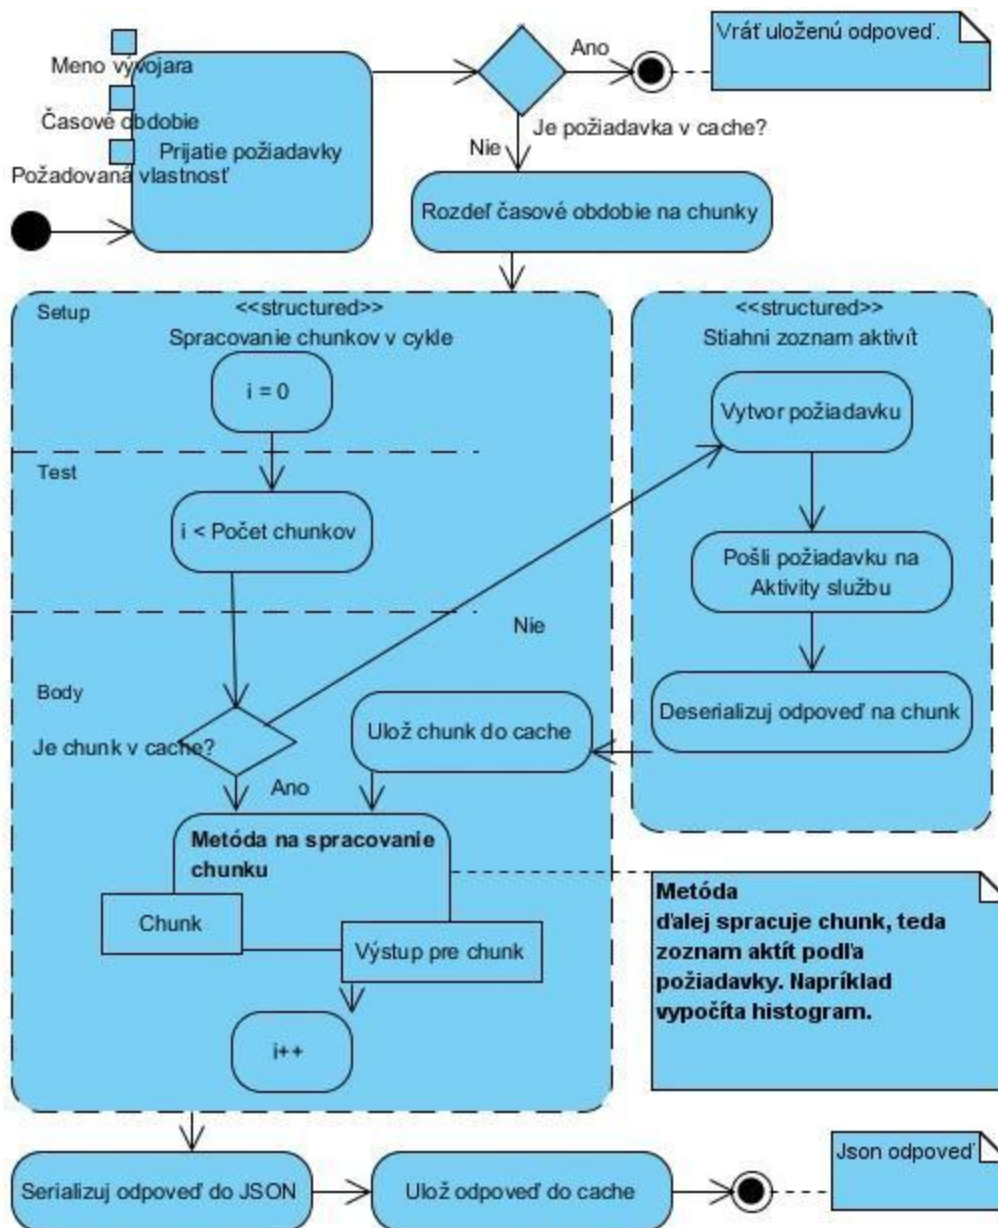 Vráť uloženú odpoveď.
Ano
Meno vývojara
Časové obdobie
Prijatie požiadavky
Požadovaná vlastnosť
Je požiadavka v cache?
Nie
Rozdeľ časové obdobie na chunky
Setup
<<structured>>
Spracovanie chunkov v cykle
i = 0
Test
i < Počet chunkov
Body
Je chunk v cache?
Nie
Ano
<<structured>>
Stiahni zoznam aktivít
Vytvor požiadavku
Pošli požiadavku na
Aktivity službu
Deserializuj odpoveď na chunk
Ulož chunk do cache
Metóda na spracovanie
chunku
Chunk
Výstup pre chunk
i++
Metóda
ďalej spracuje chunk, teda
zoznam aktít podľa
požiadavky. Napríklad
vypočíta histogram.
Serializuj odpoveď do JSON
Ulož odpoveď do cache
Json odpoveď